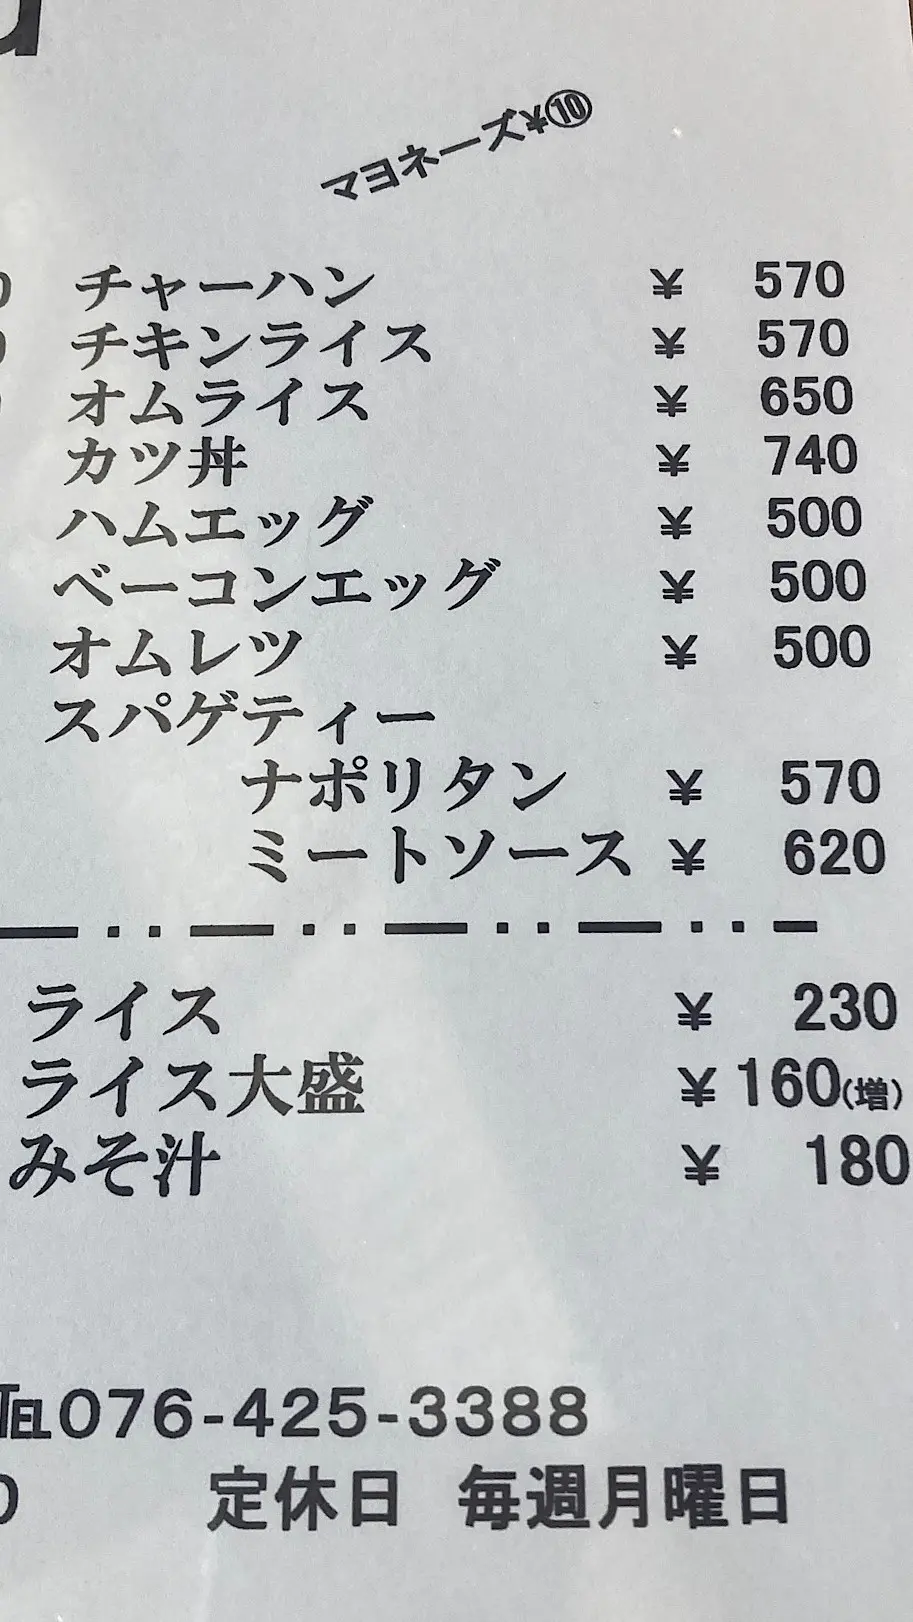 マヨネーズ¥⑩
チャーハン ¥ 570
チキンライス ¥ 570
オムライス ¥ 650
カツ丼 ¥ 740
ハムエッグ ¥ 500
ベーコンエッグ ¥ 500
オムレツ ¥ 500
スパゲティー
ナポリタン ¥ 570
ミートソース ¥ 620
ライス ¥ 230
ライス大盛 ¥160(増)
みそ汁 ¥ 180
℡076-425-3388
定休日 毎週月曜日